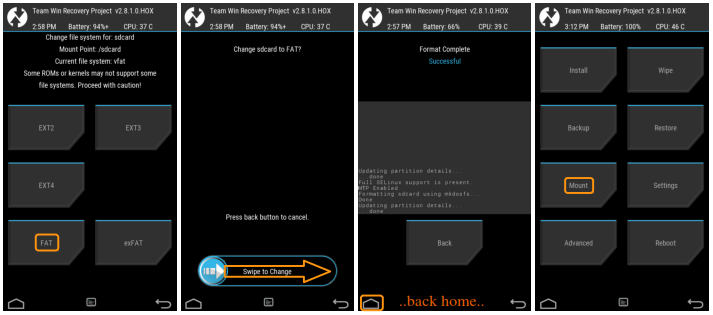 Team Win Recovery Project v2.8.1.0.HOX
2:58 PM Battery: 94%+ CPU: 37 C
Change file system for: sdcard
Mount Point: /sdcard
Current file system: vfat
Some ROMs or kernels may not support some
file systems. Proceed with caution!
EXT2
EXT3
EXT4
FAT
exFAT
Team Win Recovery Project v2.8.1.0.HOX
2:58 PM Battery: 94%+ CPU: 37 C
Change sdcard to FAT?
Press back button to cancel.
Swipe to Change
Team Win Recovery Project v2.8.1.0.HOX
2:57 PM Battery: 66% CPU: 39 C
Format Complete
Successful
Updating partition details...
...done
Full SELinux support is present.
MTP Enabled
Formatting sdcard using mkdosfs...
Done.
Updating partition details...
...done
Back
..back home..
Team Win Recovery Project v2.8.1.0.HOX
3:12 PM Battery: 100% CPU: 46 C
Install
Wipe
Backup
Restore
Mount
Settings
Advanced
Reboot